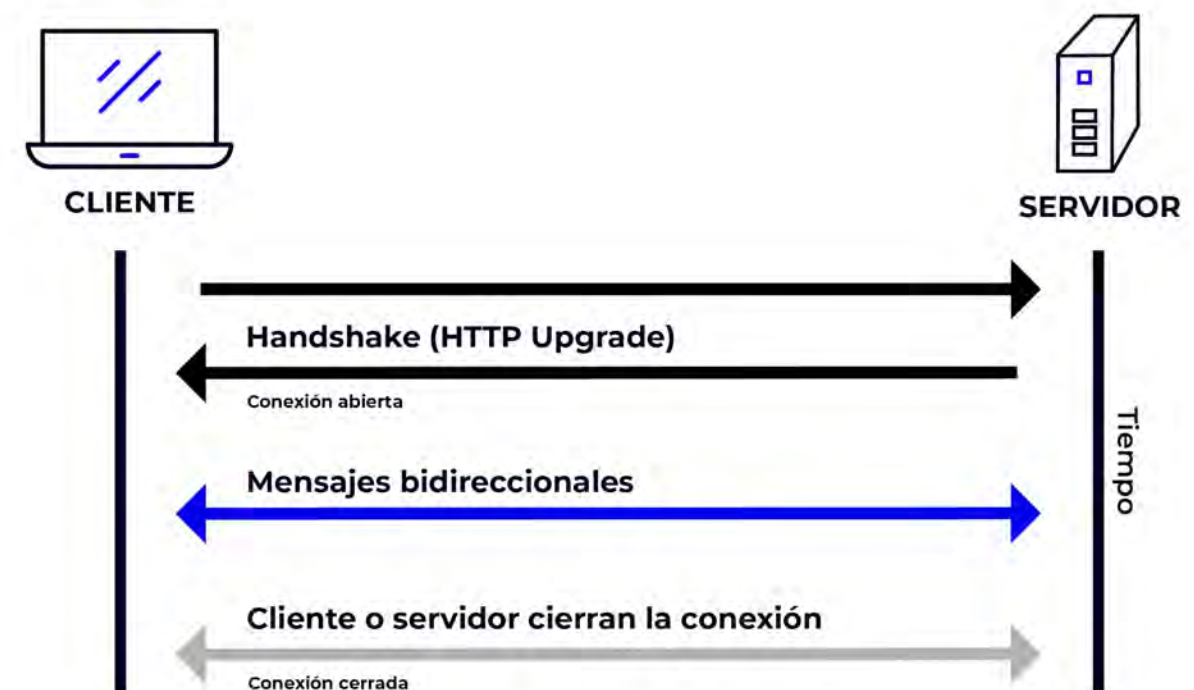 CLIENTE
SERVIDOR
Handshake (HTTP Upgrade)
Conexión abierta
Tiempo
Mensajes bidireccionales
Cliente o servidor cierran la conexión
Conexión cerrada